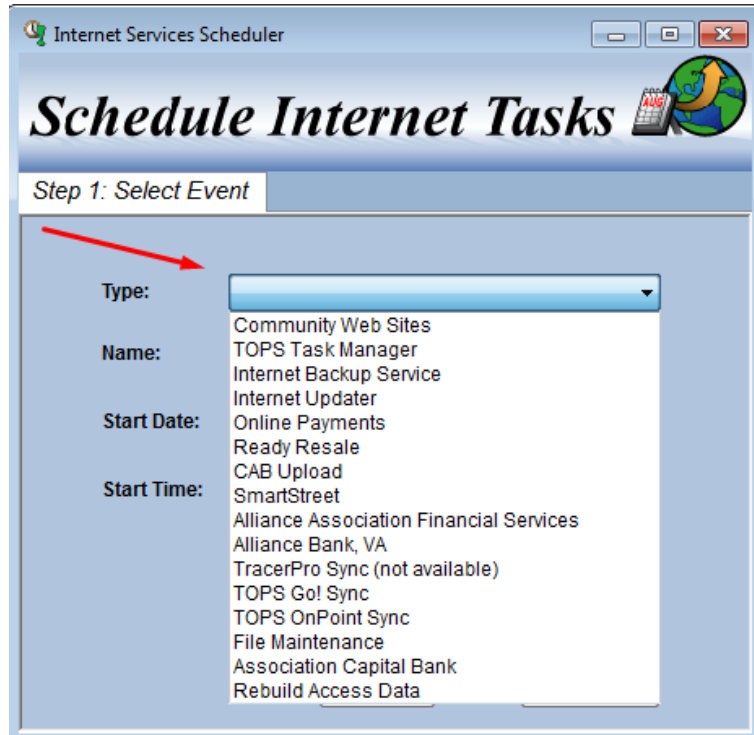 Internet Services Scheduler
Schedule Internet Tasks
AUG
Step 1: Select Event
Type:
Community Web Sites
TOPS Task Manager
Name:
Internet Backup Service
Internet Updater
Start Date:
Online Payments
Ready Resale
CAB Upload
Start Time:
SmartStreet
Alliance Association Financial Services
Alliance Bank, VA
TracerPro Sync (not available)
TOPS Go! Sync
TOPS OnPoint Sync
File Maintenance
Association Capital Bank
Rebuild Access Data